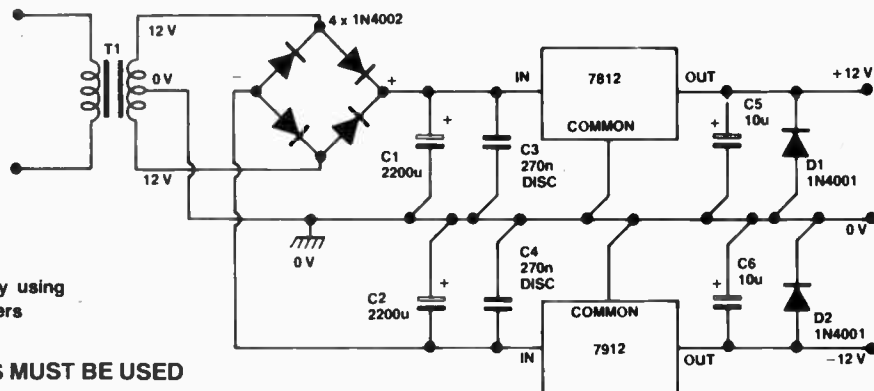 12 V
T1
0 V
12 V
4 x 1N4002
–
+
IN
7812
OUT
COMMON
+12 V
+
C1
2200u
C3
270n
DISC
C5
10u
+
D1
1N4001
0 V
0 V
C2
2200u
+
C4
270n
DISC
C6
10u
+
D2
1N4001
COMMON
IN
7912
OUT
–12 V
y using
ers
S MUST BE USED